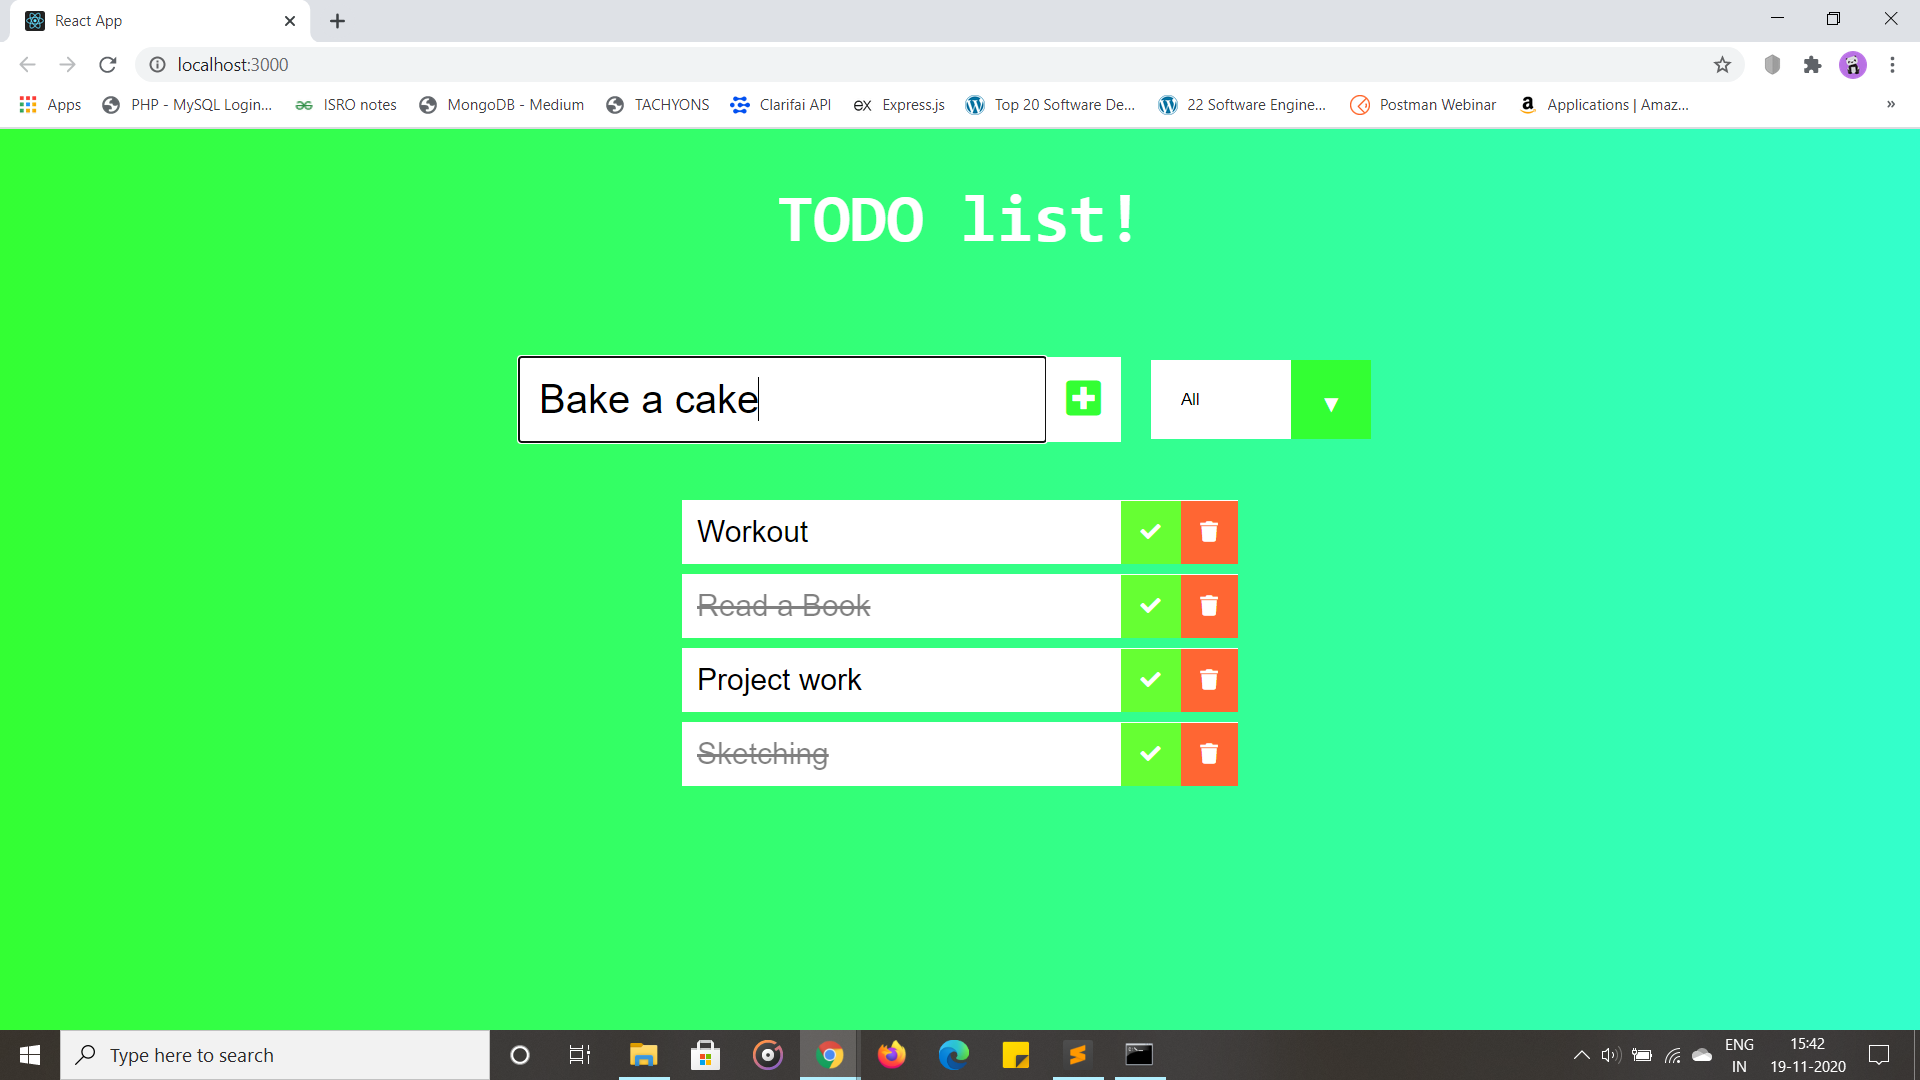 React App
localhost:3000
Apps PHP - MySQL Login... ISRO notes MongoDB - Medium TACHYONS Clarifai API ex Express.js Top 20 Software De... 22 Software Engine... Postman Webinar Applications | Amaz... »
TODO list!
Bake a cake
All
Workout
Read a Book
Project work
Sketching
Type here to search
ENG
IN
15:42
19-11-2020